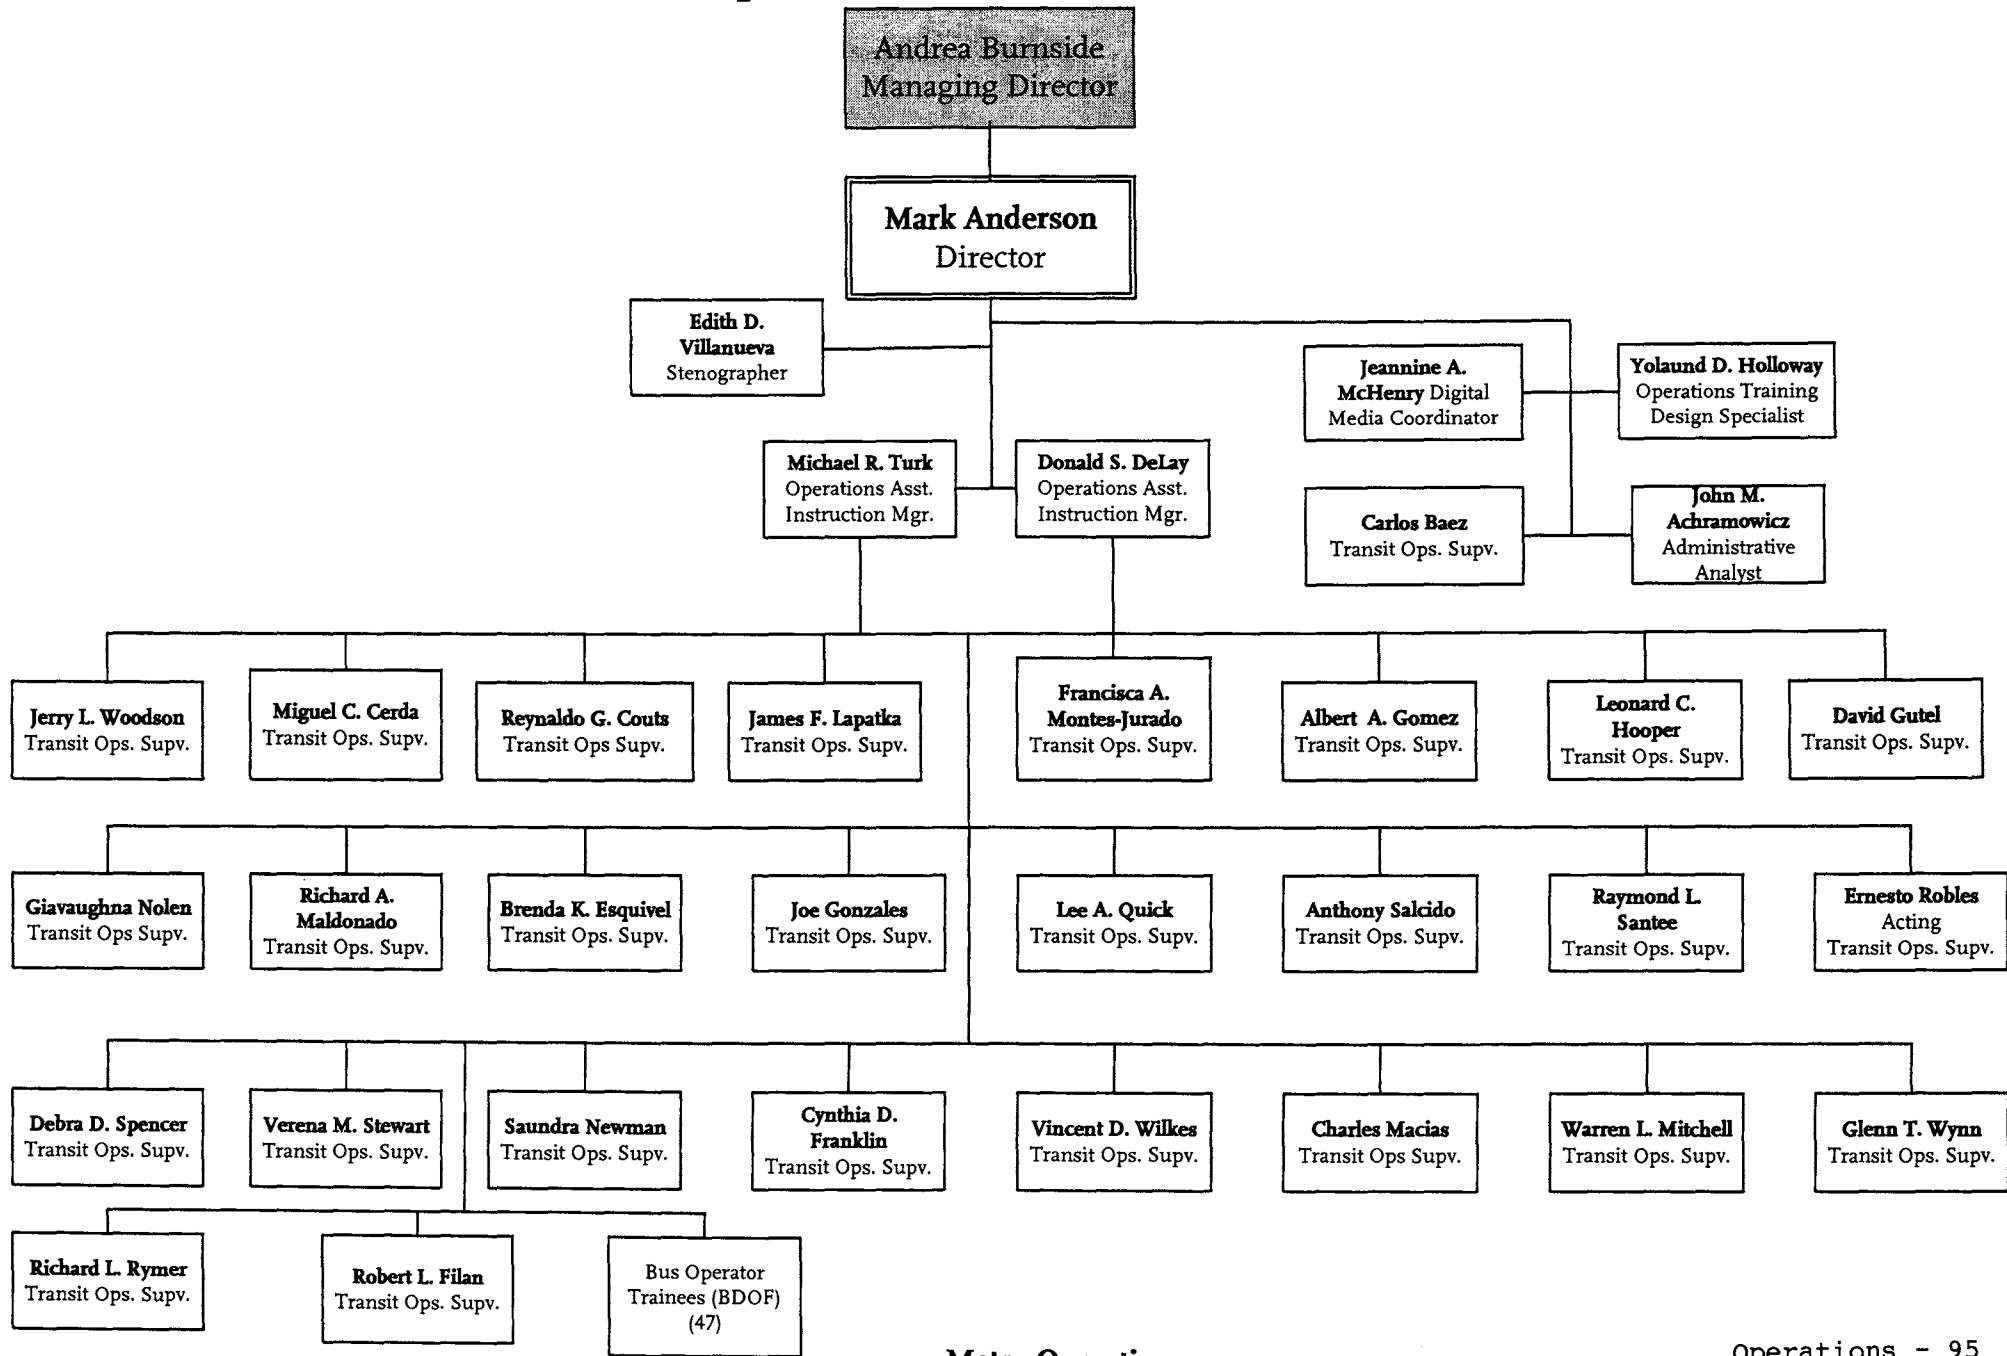 Andrea Burnside
Managing Director
Mark Anderson
Director
Edith D.
Villanueva
Stenographer
Jeannine A.
McHenry Digital
Media Coordinator
Yolaund D. Holloway
Operations Training
Design Specialist
Michael R. Turk
Operations Asst.
Instruction Mgr.
Donald S. DeLay
Operations Asst.
Instruction Mgr.
Carlos Baez
Transit Ops. Supv.
John M.
Achramowicz
Administrative
Analyst
Jerry L. Woodson
Transit Ops. Supv.
Miguel C. Cerda
Transit Ops. Supv.
Reynaldo G. Couts
Transit Ops Supv.
James F. Lapatka
Transit Ops. Supv.
Francisca A.
Montes-Jurado
Transit Ops. Supv.
Albert A. Gomez
Transit Ops. Supv.
Leonard C.
Hooper
Transit Ops. Supv.
David Gutel
Transit Ops. Supv.
Giavaughna Nolen
Transit Ops Supv.
Richard A.
Maldonado
Transit Ops. Supv.
Brenda K. Esquivel
Transit Ops. Supv.
Joe Gonzales
Transit Ops. Supv.
Lee A. Quick
Transit Ops. Supv.
Anthony Salcido
Transit Ops. Supv.
Raymond L.
Santee
Transit Ops. Supv.
Ernesto Robles
Acting
Transit Ops. Supv.
Debra D. Spencer
Transit Ops. Supv.
Verena M. Stewart
Transit Ops. Supv.
Saundra Newman
Transit Ops. Supv.
Cynthia D.
Franklin
Transit Ops. Supv.
Vincent D. Wilkes
Transit Ops. Supv.
Charles Macias
Transit Ops Supv.
Warren L. Mitchell
Transit Ops. Supv.
Glenn T. Wynn
Transit Ops. Supv.
Richard L. Rymer
Transit Ops. Supv.
Robert L. Filan
Transit Ops. Supv.
Bus Operator
Trainees (BDOF)
(47)
Operations - 95